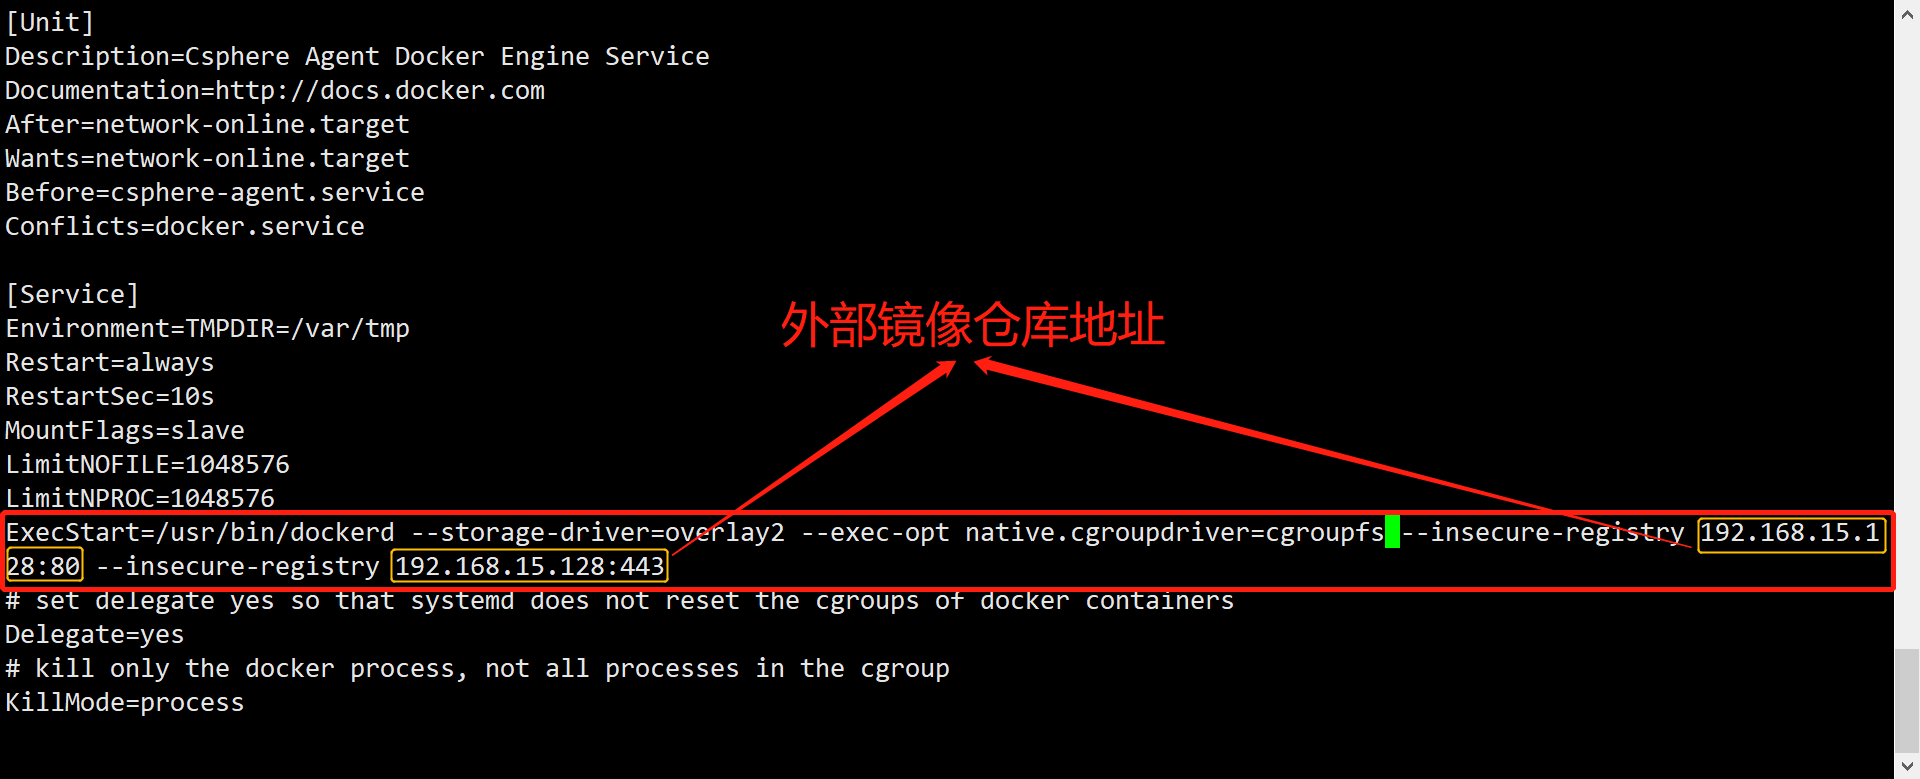 [Unit]
Description=Csphere Agent Docker Engine Service
Documentation=http://docs.docker.com
After=network-online.target
Wants=network-online.target
Before=csphere-agent.service
Conflicts=docker.service
[Service]
外部镜像仓库地址
Environment=TMPDIR=/var/tmp
Restart=always
RestartSec=10s
MountFlags=slave
LimitNOFILE=1048576
LimitNPROC=1048576
ExecStart=/usr/bin/dockerd --storage-driver=overlay2 --exec-opt native.cgroupdriver=cgroupfs --insecure-registry 192.168.15.1
28:80 --insecure-registry 192.168.15.128:443
# set delegate yes so that systemd does not reset the cgroups of docker containers
Delegate=yes
# kill only the docker process, not all processes in the cgroup
KillMode=process